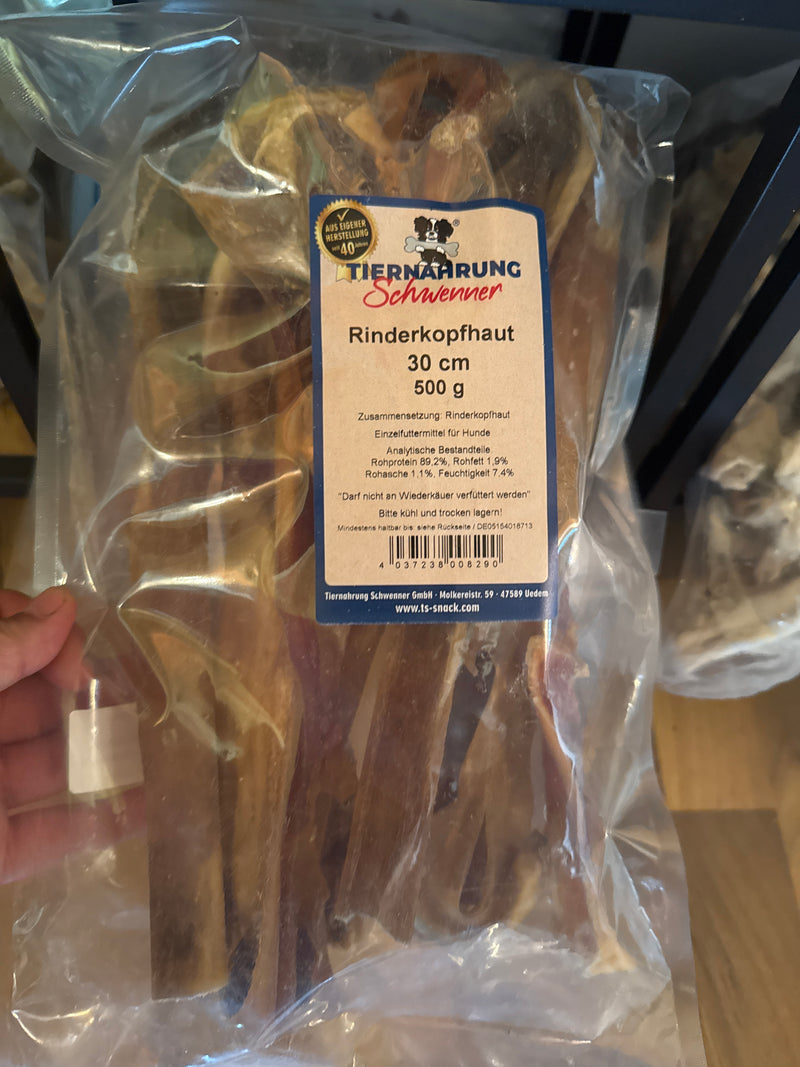 AUS EIGENER
HERSTELLUNG
seit 40 Jahren
®
TIERNAHRUNG
Schwenner
Rinderkopfhaut
30 cm
500 g
Zusammensetzung: Rinderkopfhaut
Einzelfuttermittel für Hunde
Analytische Bestandteile
Rohprotein 89,2%, Rohfett 1,9%
Rohasche 1,1%, Feuchtigkeit 7,4%
"Darf nicht an Wiederkäuer verfüttert werden"
Bitte kühl und trocken lagern!
Mindestens haltbar bis: siehe Rückseite / DE05154018713
4 037238 008290
Tiernahrung Schwenner GmbH · Molkereistr. 59 · 47589 Uedem
www.ts-snack.com